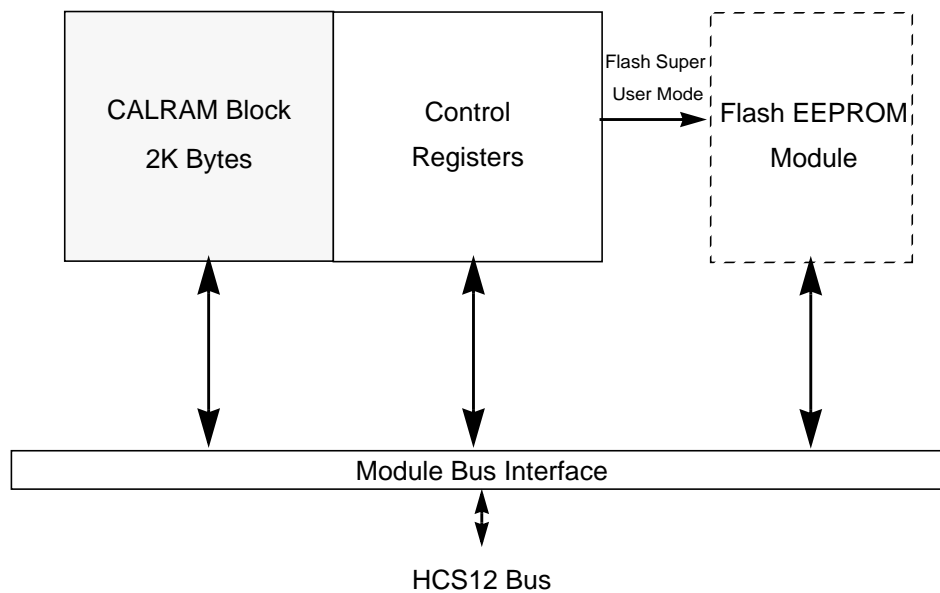 CALRAM Block
2K Bytes
Control
Registers
Flash Super
User Mode
Flash EEPROM
Module
Module Bus Interface
HCS12 Bus